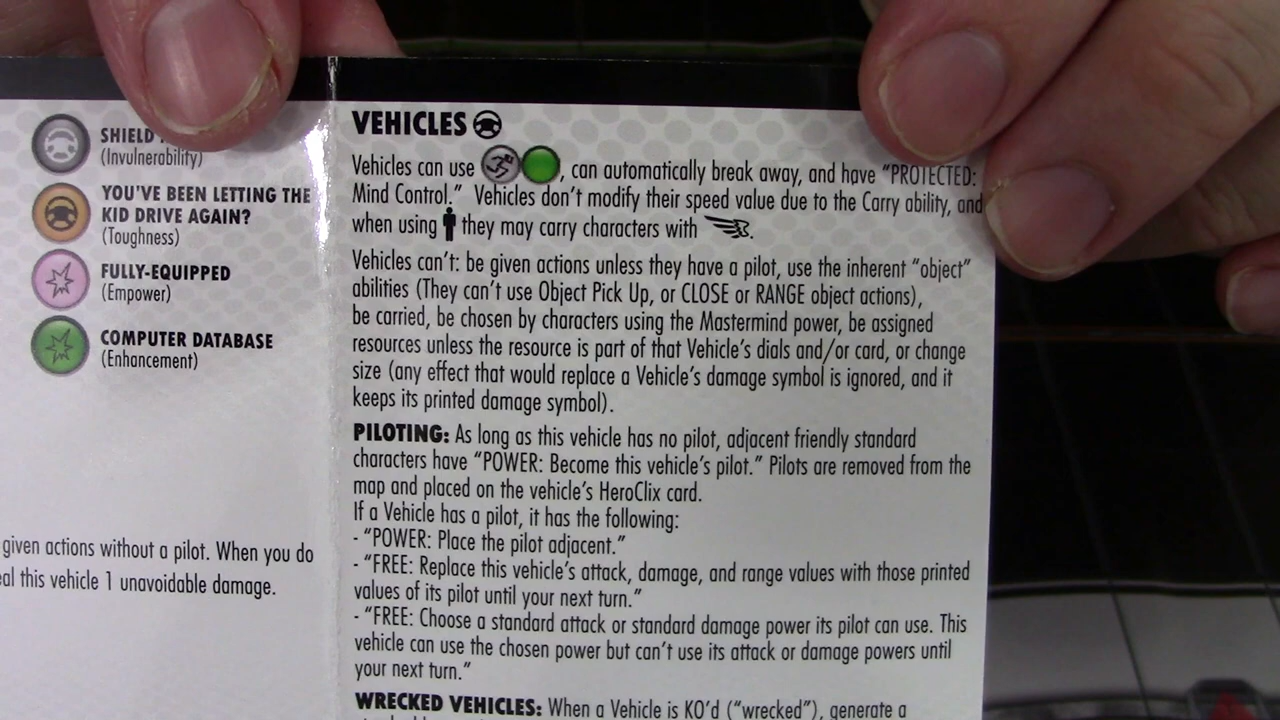 SHIELD
(Invulnerability)
YOU'VE BEEN LETTING THE
KID DRIVE AGAIN?
(Toughness)
FULLY-EQUIPPED
(Empower)
COMPUTER DATABASE
(Enhancement)
given actions without a pilot. When you do
this vehicle 1 unavoidable damage.
VEHICLES
Vehicles can use , can automatically break away, and have "PROTECTED:
Mind Control." Vehicles don't modify their speed value due to the Carry ability, and
when using they may carry characters with .
Vehicles can't: be given actions unless they have a pilot, use the inherent "object"
abilities (They can't use Object Pick Up, or CLOSE or RANGE object actions),
be carried, be chosen by characters using the Mastermind power, be assigned
resources unless the resource is part of that Vehicle's dials and/or card, or change
size (any effect that would replace a Vehicle's damage symbol is ignored, and it
keeps its printed damage symbol).
PILOTING: As long as this vehicle has no pilot, adjacent friendly standard
characters have "POWER: Become this vehicle's pilot." Pilots are removed from the
map and placed on the vehicle's HeroClix card.
If a Vehicle has a pilot, it has the following:
- "POWER: Place the pilot adjacent."
- "FREE: Replace this vehicle's attack, damage, and range values with those printed
values of its pilot until your next turn."
- "FREE: Choose a standard attack or standard damage power its pilot can use. This
vehicle can use the chosen power but can't use its attack or damage powers until
your next turn."
WRECKED VEHICLES: When a Vehicle is KO'd ("wrecked"), generate a